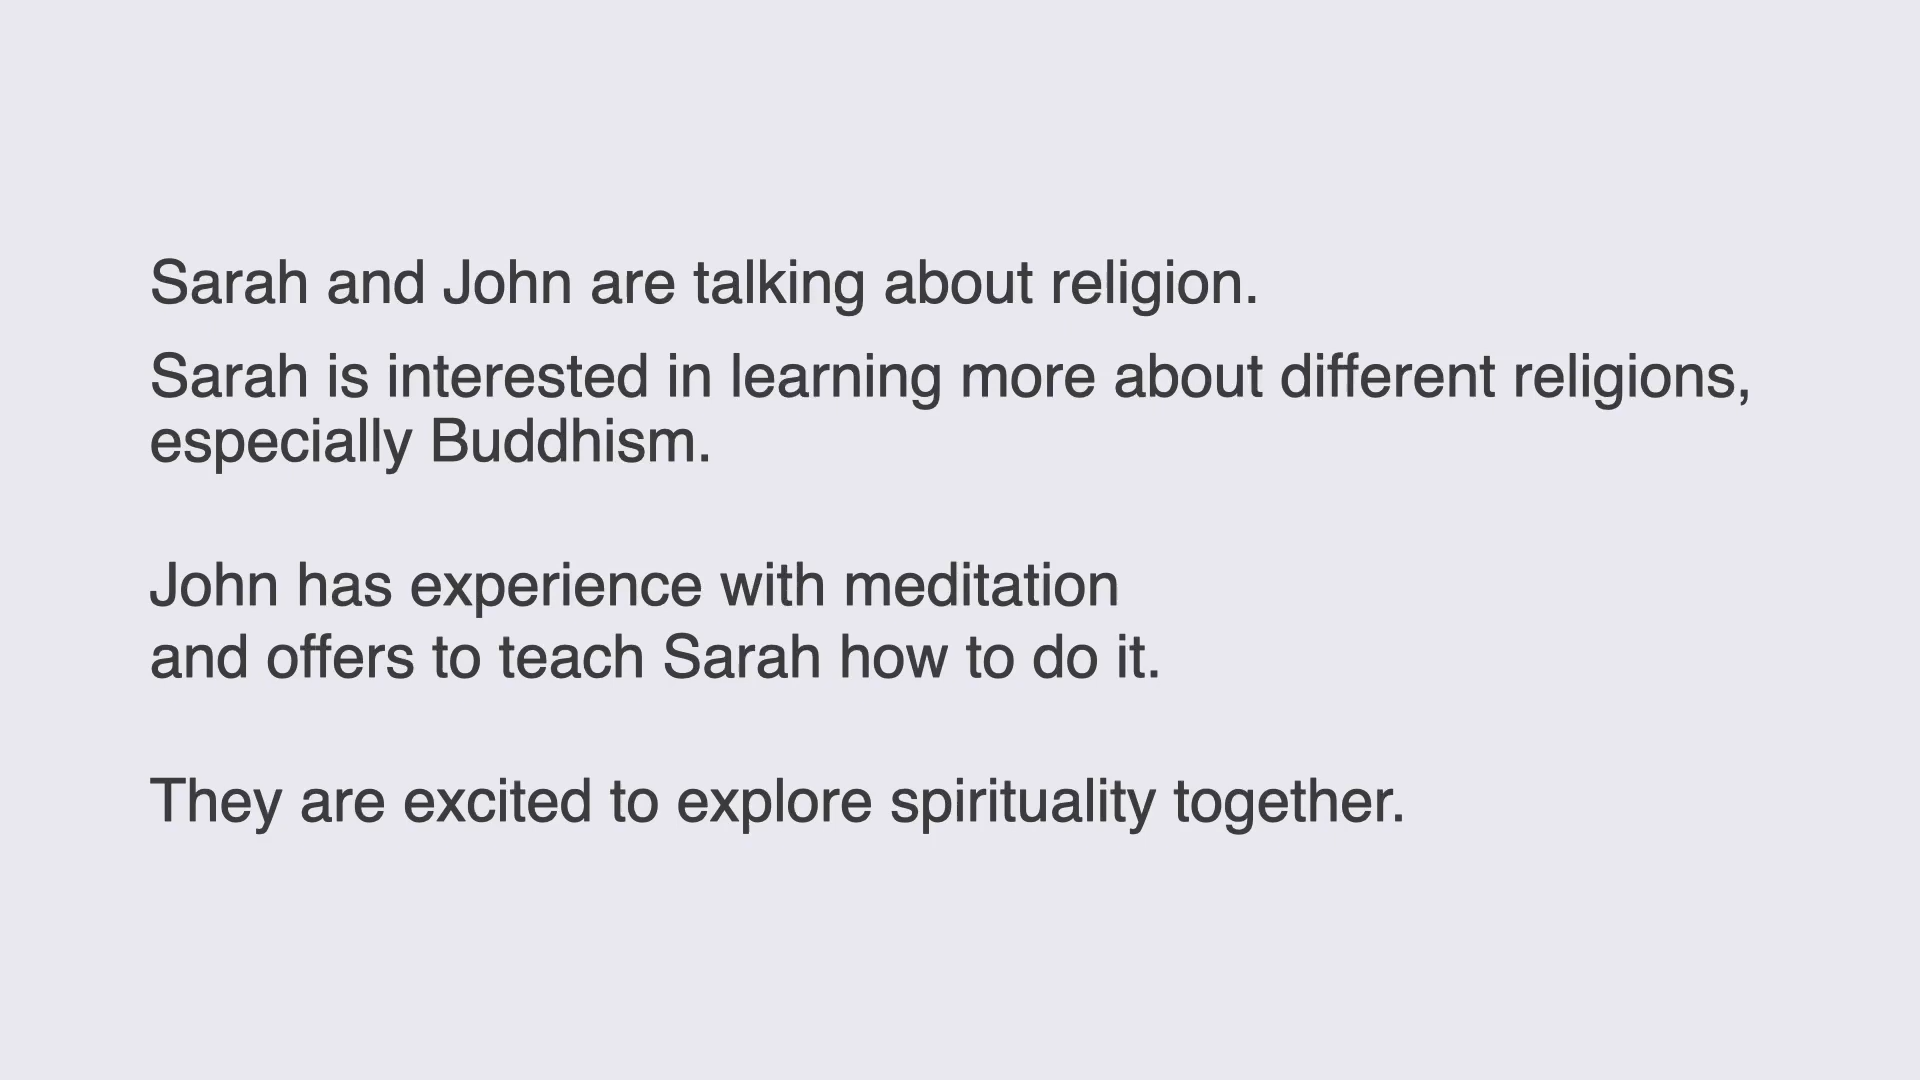 Sarah and John are talking about religion.
Sarah is interested in learning more about different religions,
especially Buddhism.
John has experience with meditation
and offers to teach Sarah how to do it.
They are excited to explore spirituality together.